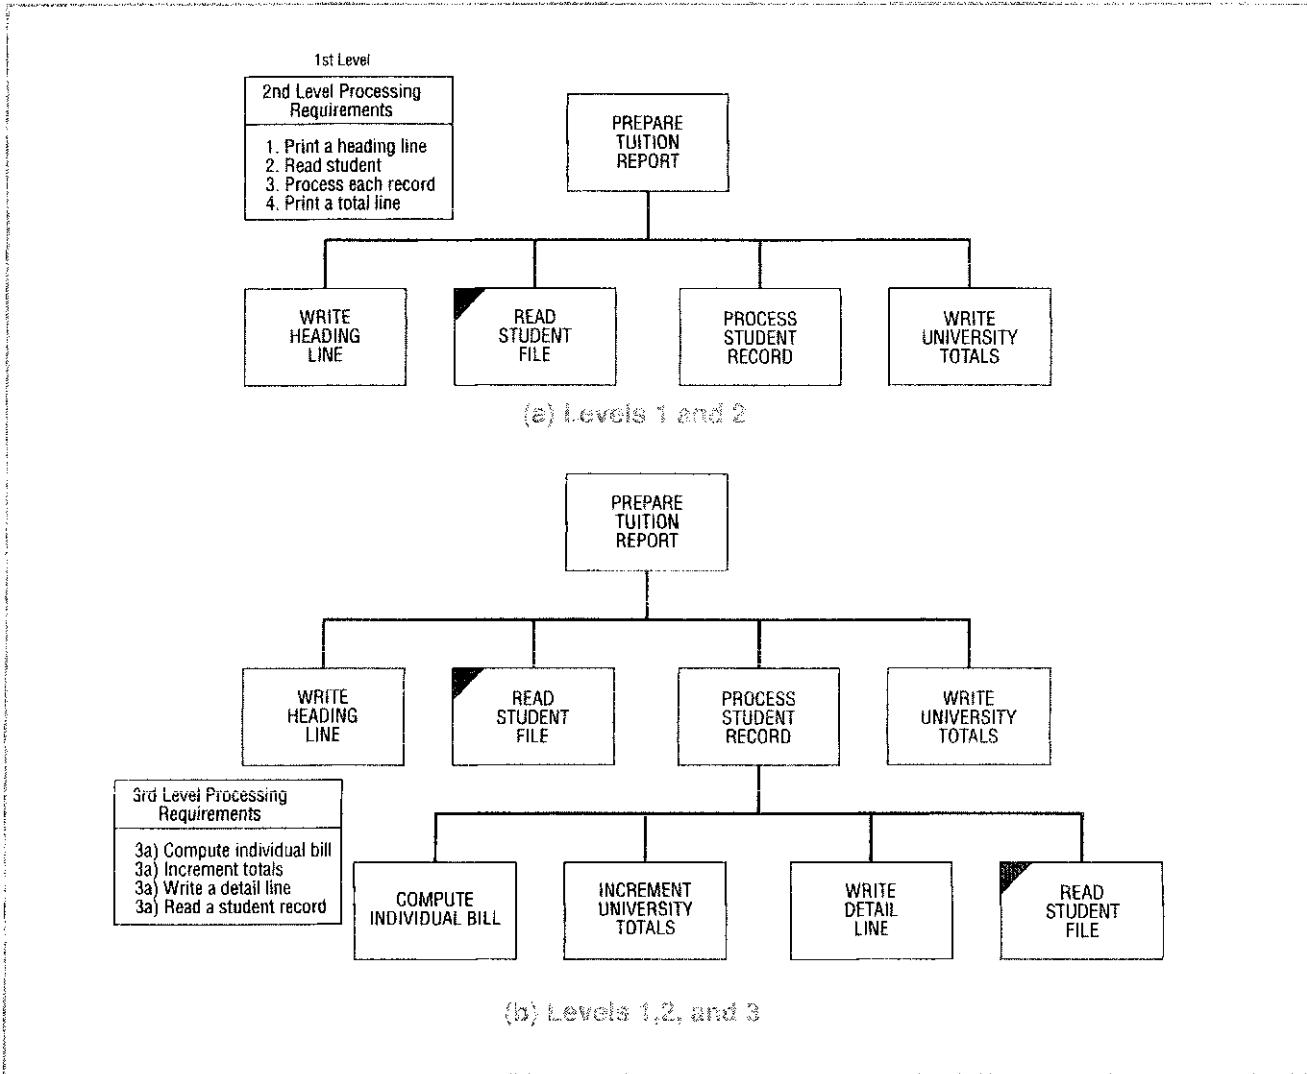 1st Level
2nd Level Processing
Requirements
1. Print a heading line
2. Read student
3. Process each record
4. Print a total line
PREPARE
TUITION
REPORT
WRITE
HEADING
LINE
READ
STUDENT
FILE
PROCESS
STUDENT
RECORD
WRITE
UNIVERSITY
TOTALS
(a) Levels 1 and 2
PREPARE
TUITION
REPORT
WRITE
HEADING
LINE
READ
STUDENT
FILE
PROCESS
STUDENT
RECORD
WRITE
UNIVERSITY
TOTALS
3rd Level Processing
Requirements
3a) Compute individual bill
3a) Increment totals
3a) Write a detail line
3a) Read a student record
COMPUTE
INDIVIDUAL BILL
INCREMENT
UNIVERSITY
TOTALS
WRITE
DETAIL
LINE
READ
STUDENT
FILE
(b) Levels 1,2, and 3